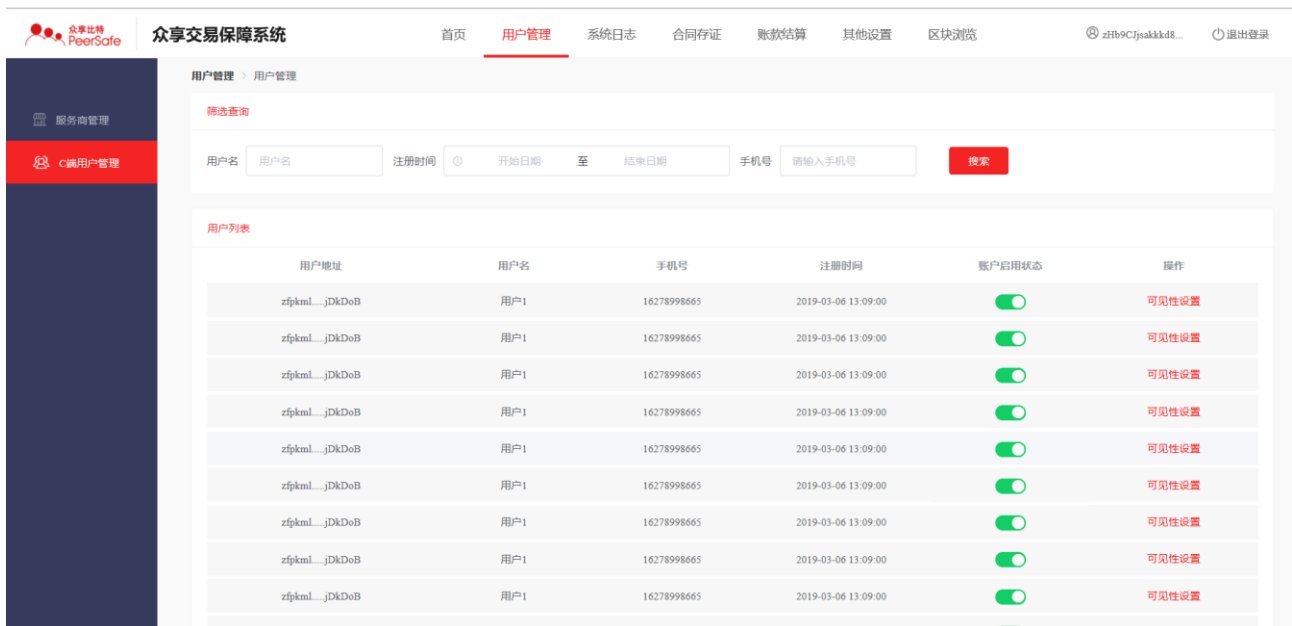 众享比特 PeerSafe 众享交易保障系统 首页 用户管理 系统日志 合同存证 账款结算 其他设置 区块浏览 zHb9CJjsakkkd8... 退出登录
用户管理 > 用户管理
服务商管理
C端用户管理
筛选查询
用户名 用户名 注册时间 开始日期 至 结束日期 手机号 请输入手机号 搜索
用户列表
用户地址 用户名 手机号 注册时间 账户启用状态 操作
zfpkml.....jDkDoB 用户1 16278998665 2019-03-06 13:09:00 可见性设置
zfpkml.....jDkDoB 用户1 16278998665 2019-03-06 13:09:00 可见性设置
zfpkml.....jDkDoB 用户1 16278998665 2019-03-06 13:09:00 可见性设置
zfpkml.....jDkDoB 用户1 16278998665 2019-03-06 13:09:00 可见性设置
zfpkml.....jDkDoB 用户1 16278998665 2019-03-06 13:09:00 可见性设置
zfpkml.....jDkDoB 用户1 16278998665 2019-03-06 13:09:00 可见性设置
zfpkml.....jDkDoB 用户1 16278998665 2019-03-06 13:09:00 可见性设置
zfpkml.....jDkDoB 用户1 16278998665 2019-03-06 13:09:00 可见性设置
zfpkml.....jDkDoB 用户1 16278998665 2019-03-06 13:09:00 可见性设置